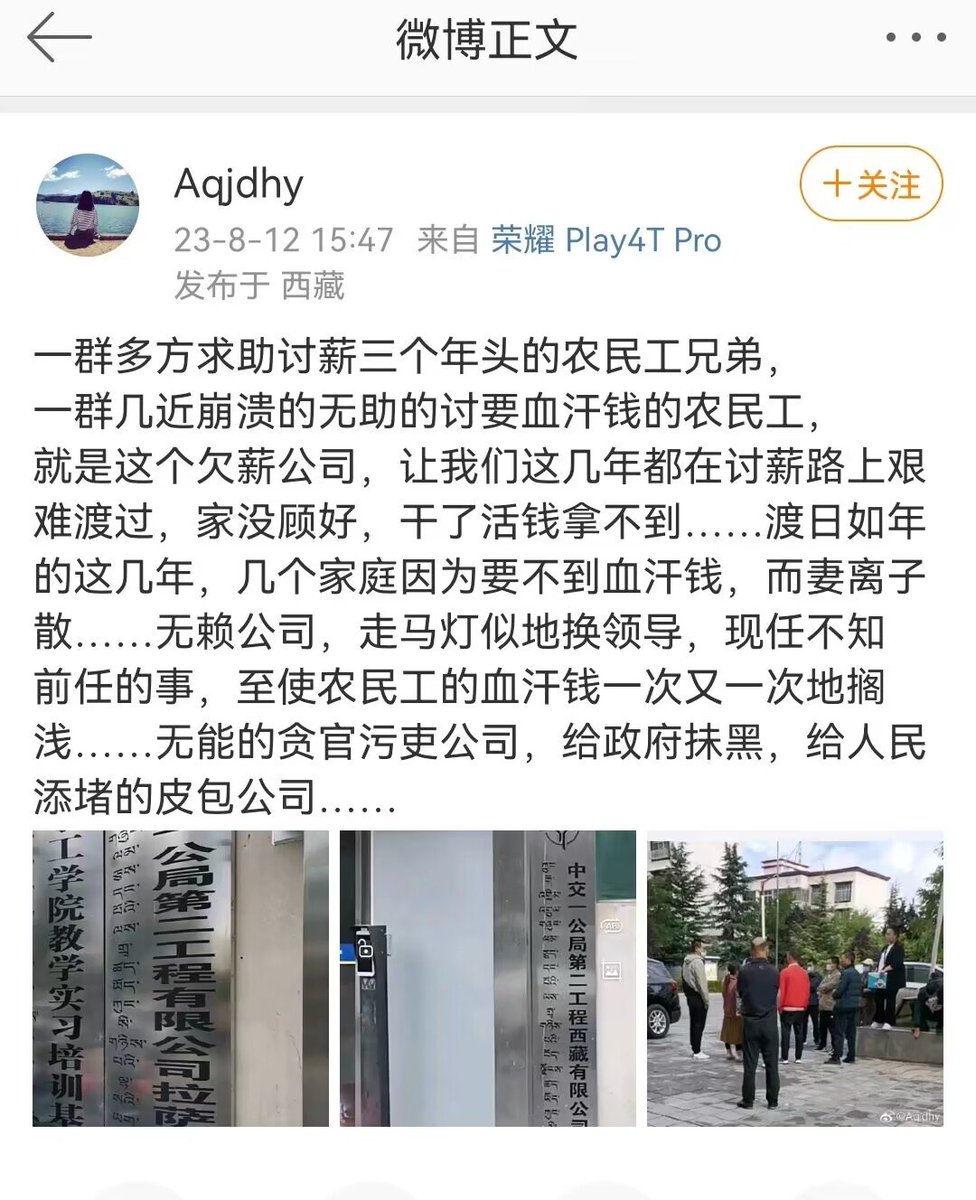 微博正文
Aqjdhy
+关注
23-8-12 15:47 来自 荣耀 Play4T Pro
发布于 西藏
一群多方求助讨薪三个年头的农民工兄弟，
一群几近崩溃的无助的讨要血汗钱的农民工，
就是这个欠薪公司，让我们这几年都在讨薪路上艰
难渡过，家没顾好，干了活钱拿不到……渡日如年
的这几年，几个家庭因为要不到血汗钱，而妻离子
散……无赖公司，走马灯似地换领导，现任不知
前任的事，至使农民工的血汗钱一次又一次地搁
浅……无能的贪官污吏公司，给政府抹黑，给人民
添堵的皮包公司……
工学院教学实习培训基
一公局第二工程有限公司拉萨
中交一公局第二工程西藏有限公司
@Aqjdhy